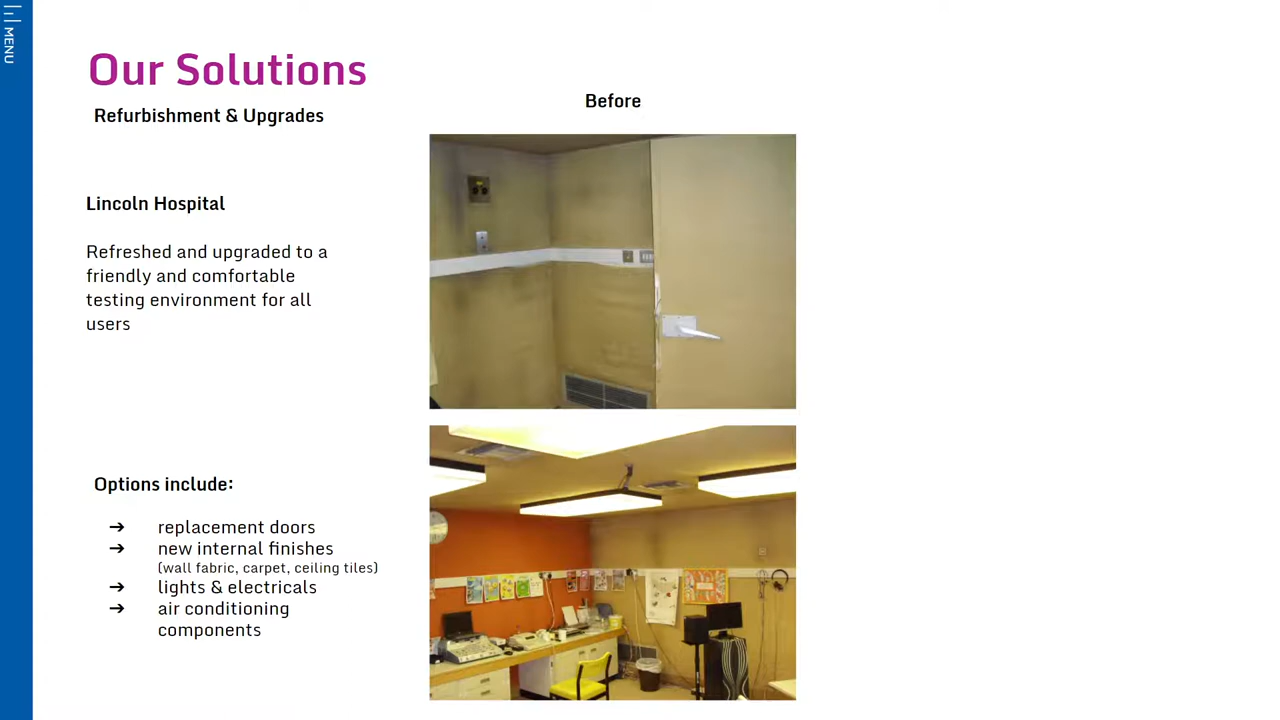 MENU
Our Solutions
Refurbishment & Upgrades
Before
Lincoln Hospital
Refreshed and upgraded to a
friendly and comfortable
testing environment for all
users
Options include:
➔ replacement doors
➔ new internal finishes
(wall fabric, carpet, ceiling tiles)
➔ lights & electricals
➔ air conditioning
components